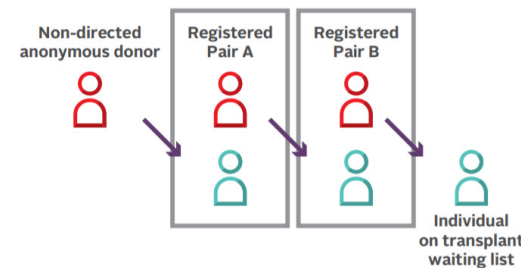 Non-directed
anonymous donor
Registered
Pair A
Registered
Pair B
Individual
on transplant
waiting list